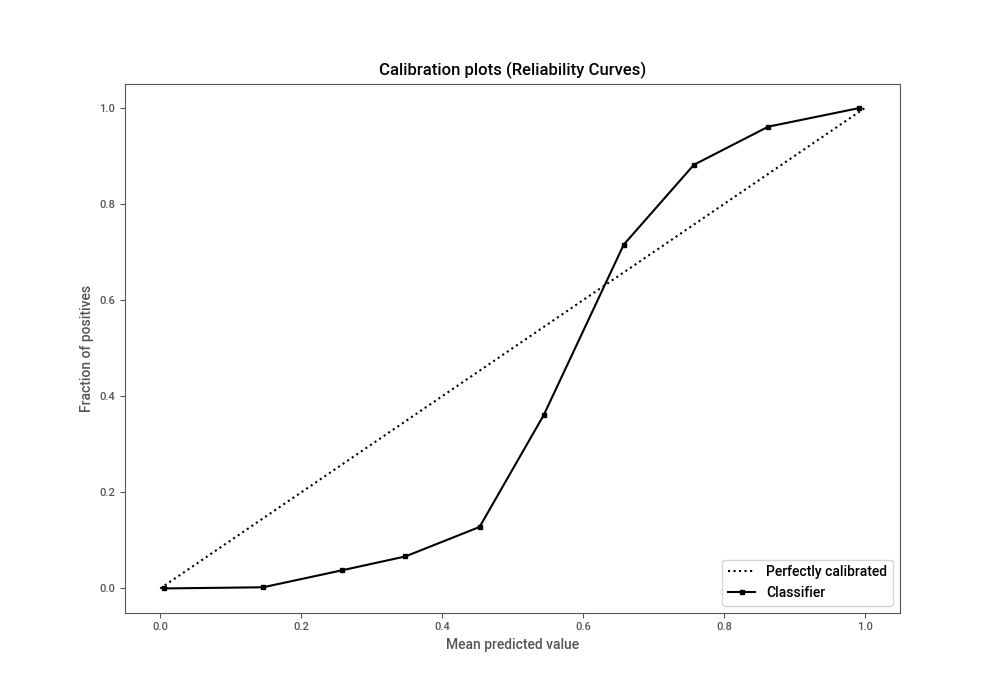 Calibration plots (Reliability Curves)
1.0
0.8
0.6
0.4
0.2
0.0
Fraction of positives
0.0 0.2 0.4 0.6 0.8 1.0
Mean predicted value
Perfectly calibrated
Classifier